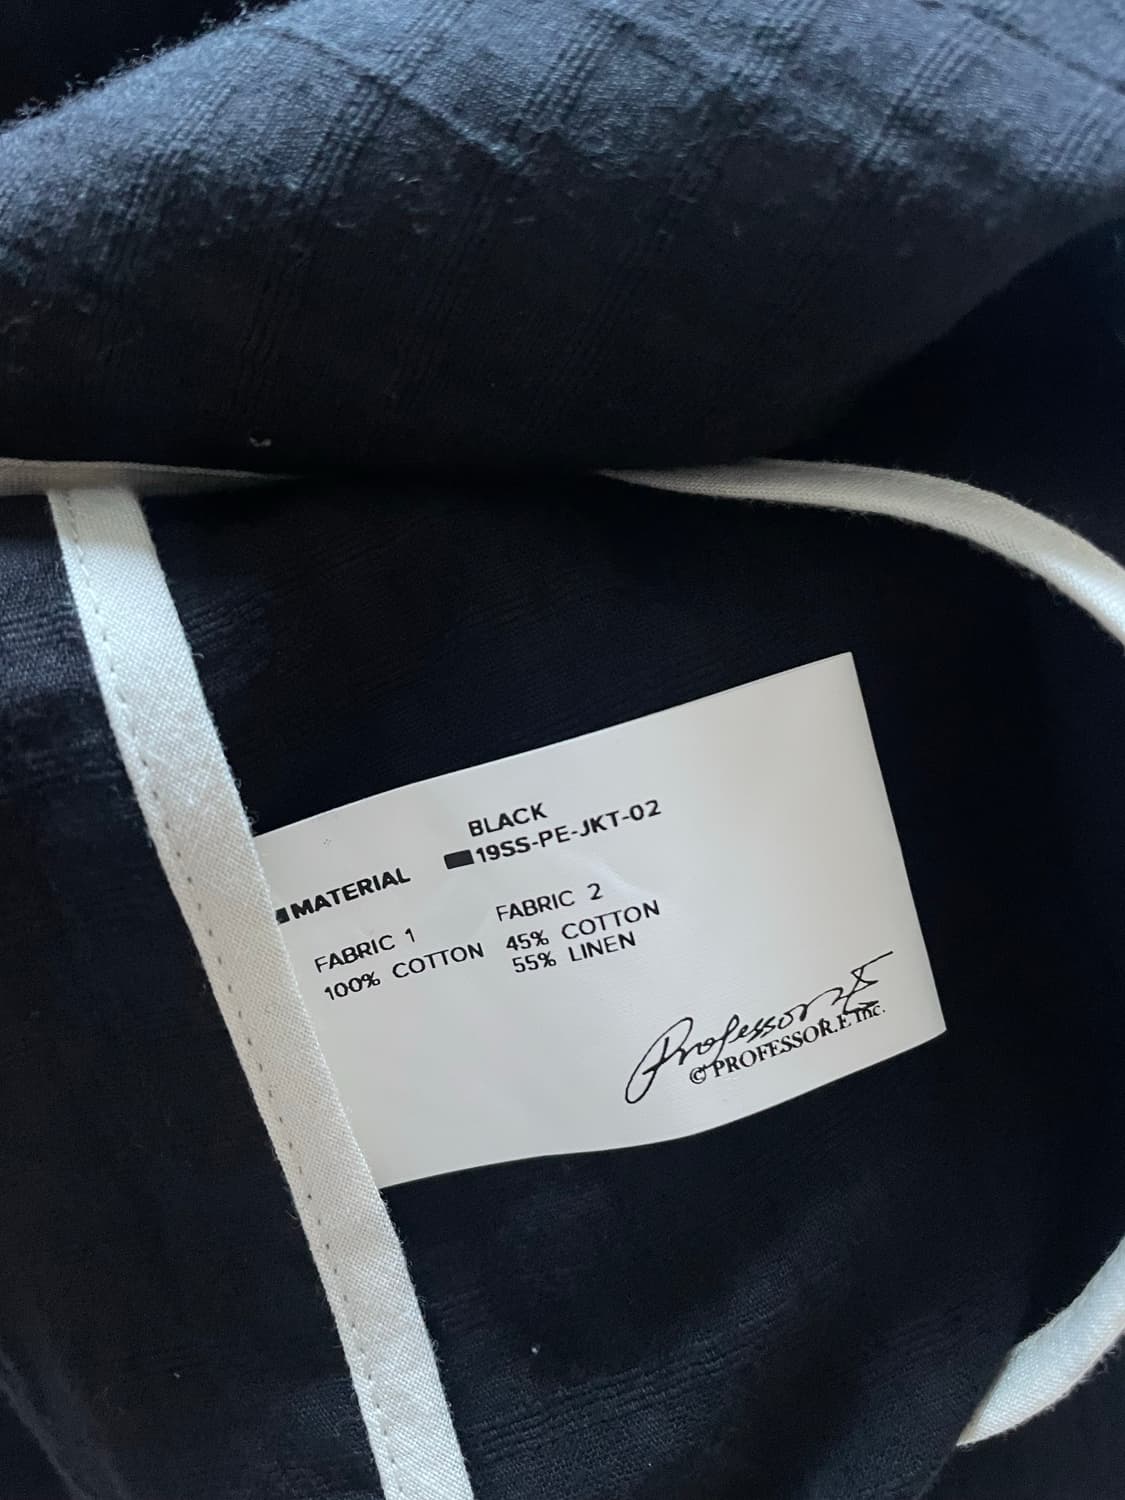 BLACK
19SS-PE-JKT-02
MATERIAL
FABRIC 1
100% COTTON
FABRIC 2
45% COTTON
55% LINEN
Professor.E
© PROFESSOR.E Inc.